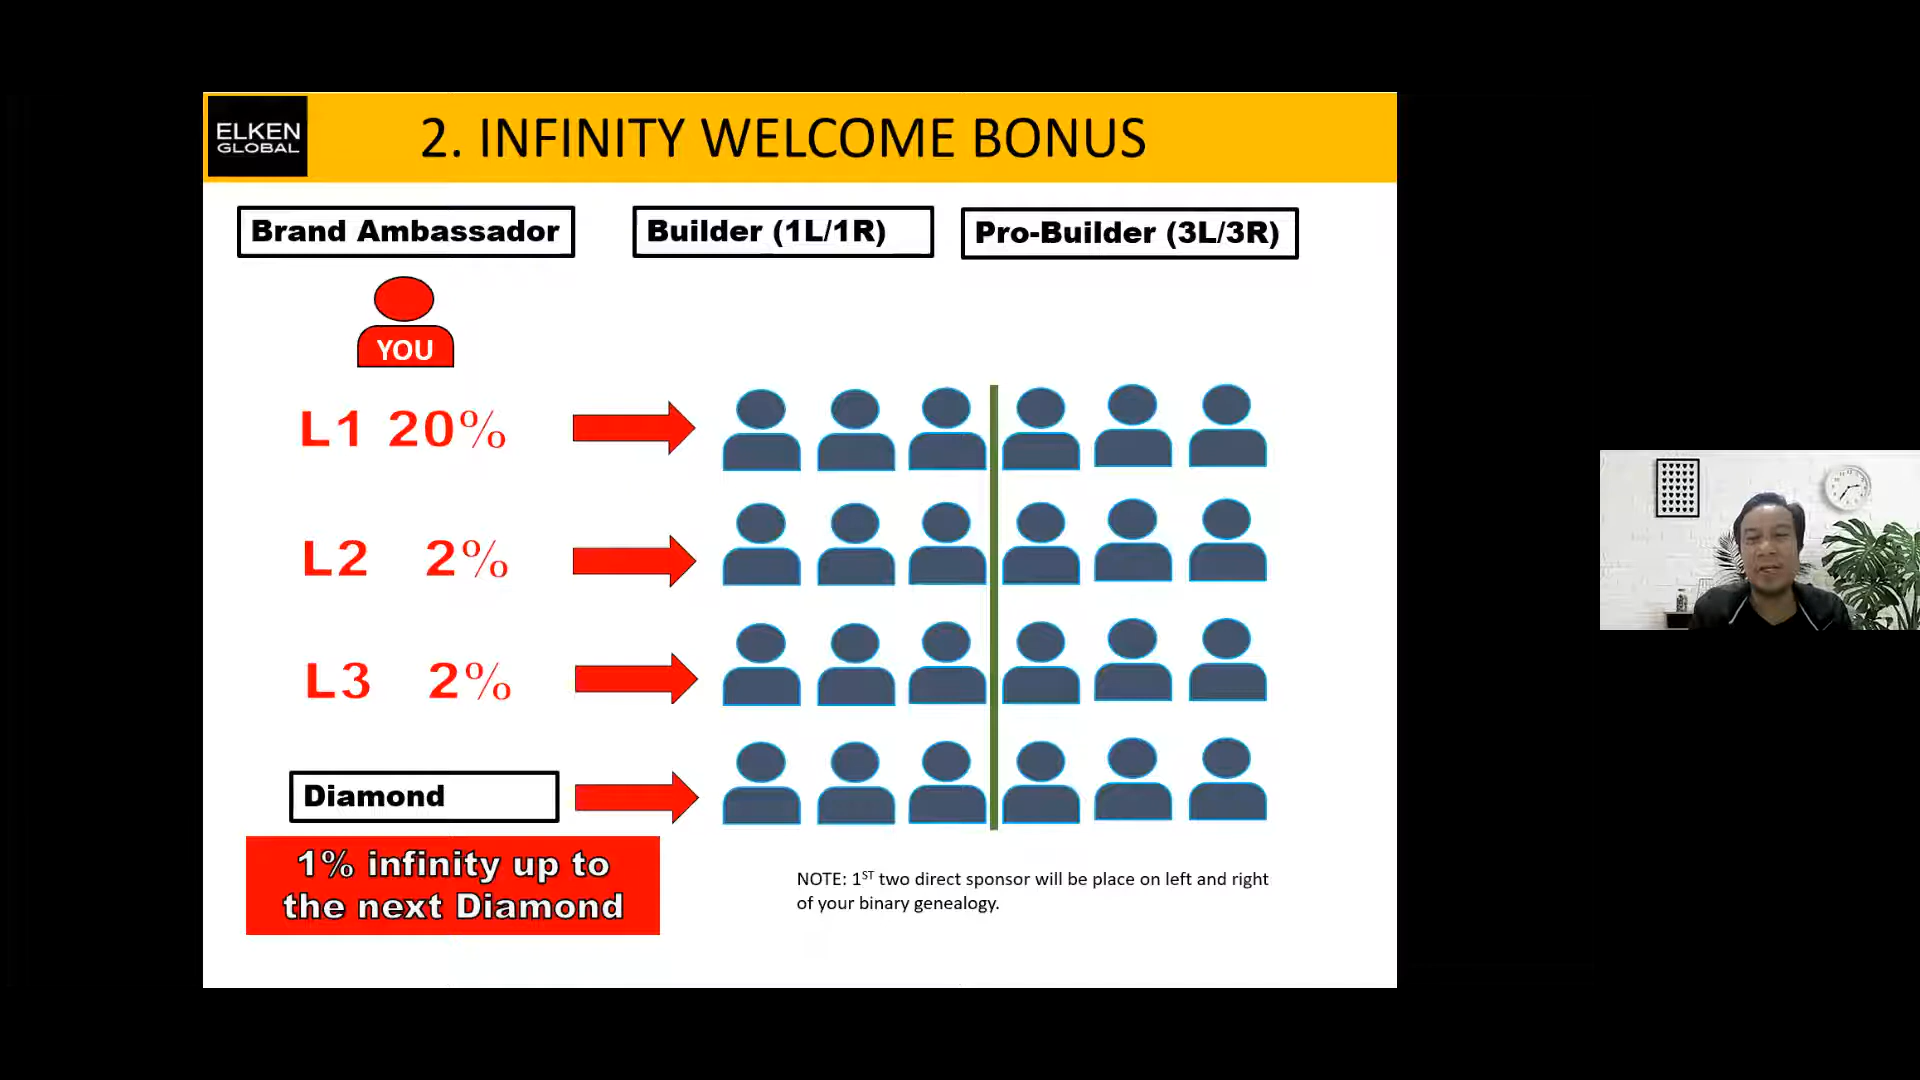 ELKEN
GLOBAL
2. INFINITY WELCOME BONUS
Brand Ambassador
Builder (1L/1R)
Pro-Builder (3L/3R)
YOU
L1 20%
L2 2%
L3 2%
Diamond
1% infinity up to
the next Diamond
NOTE: 1ST two direct sponsor will be place on left and right
of your binary genealogy.